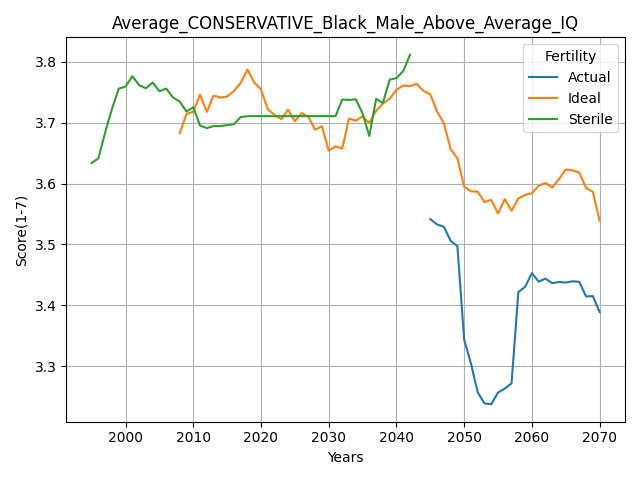 Average_CONSERVATIVE_Black_Male_Above_Average_IQ
Score(1-7)
3.8
3.7
3.6
3.5
3.4
3.3
Fertility
Actual
Ideal
Sterile
2000 2010 2020 2030 2040 2050 2060 2070
Years